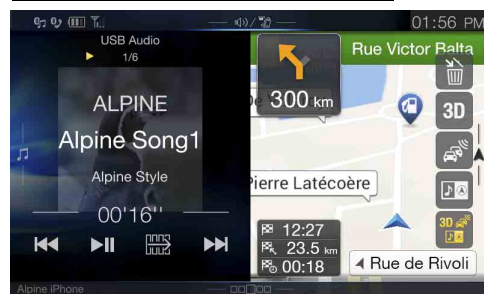 01:56 PM
USB Audio
1/6
ALPINE
Alpine Song1
Alpine Style
00'16''
Alpine iPhone
Rue Victor Balta
300 km
3D
Pierre Latécoère
12:27
23.5 km
00:18
3D
Rue de Rivoli